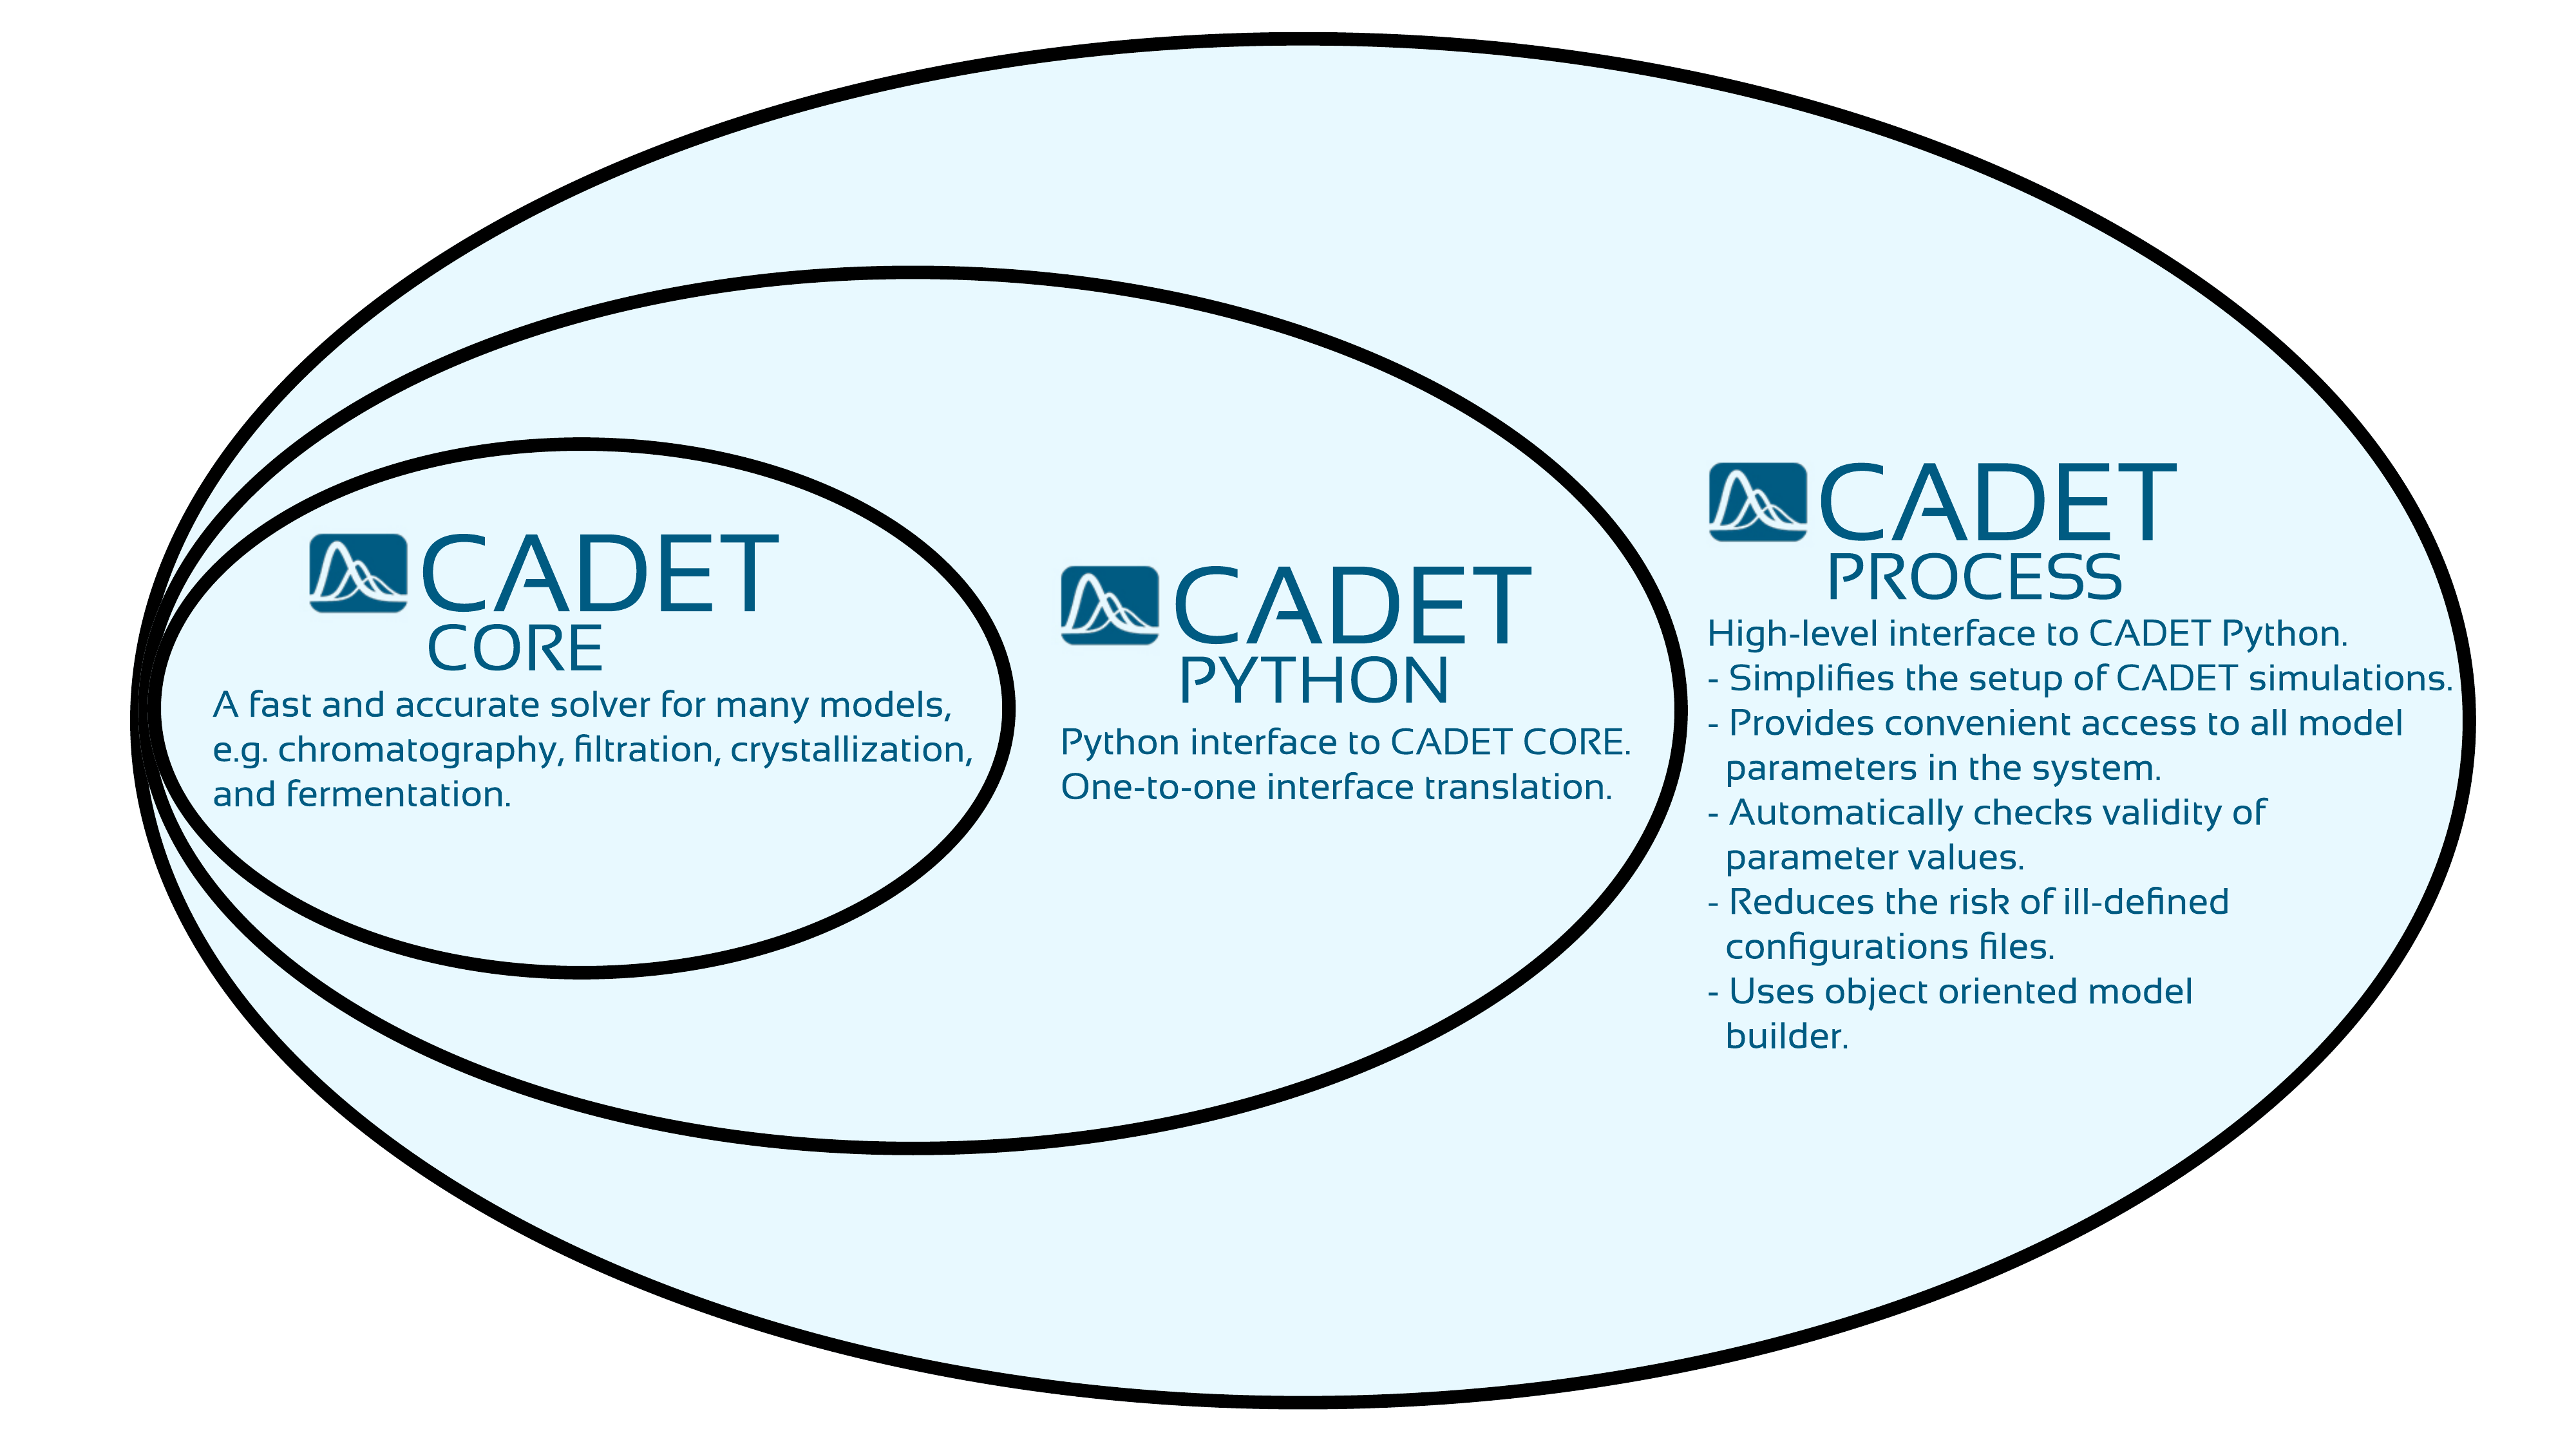 CADET
CORE
A fast and accurate solver for many models,
e.g. chromatography, filtration, crystallization,
and fermentation.
CADET
PYTHON
Python interface to CADET CORE.
One-to-one interface translation.
CADET
PROCESS
High-level interface to CADET Python.
- Simplifies the setup of CADET simulations.
- Provides convenient access to all model
parameters in the system.
- Automatically checks validity of
parameter values.
- Reduces the risk of ill-defined
configurations files.
- Uses object oriented model
builder.